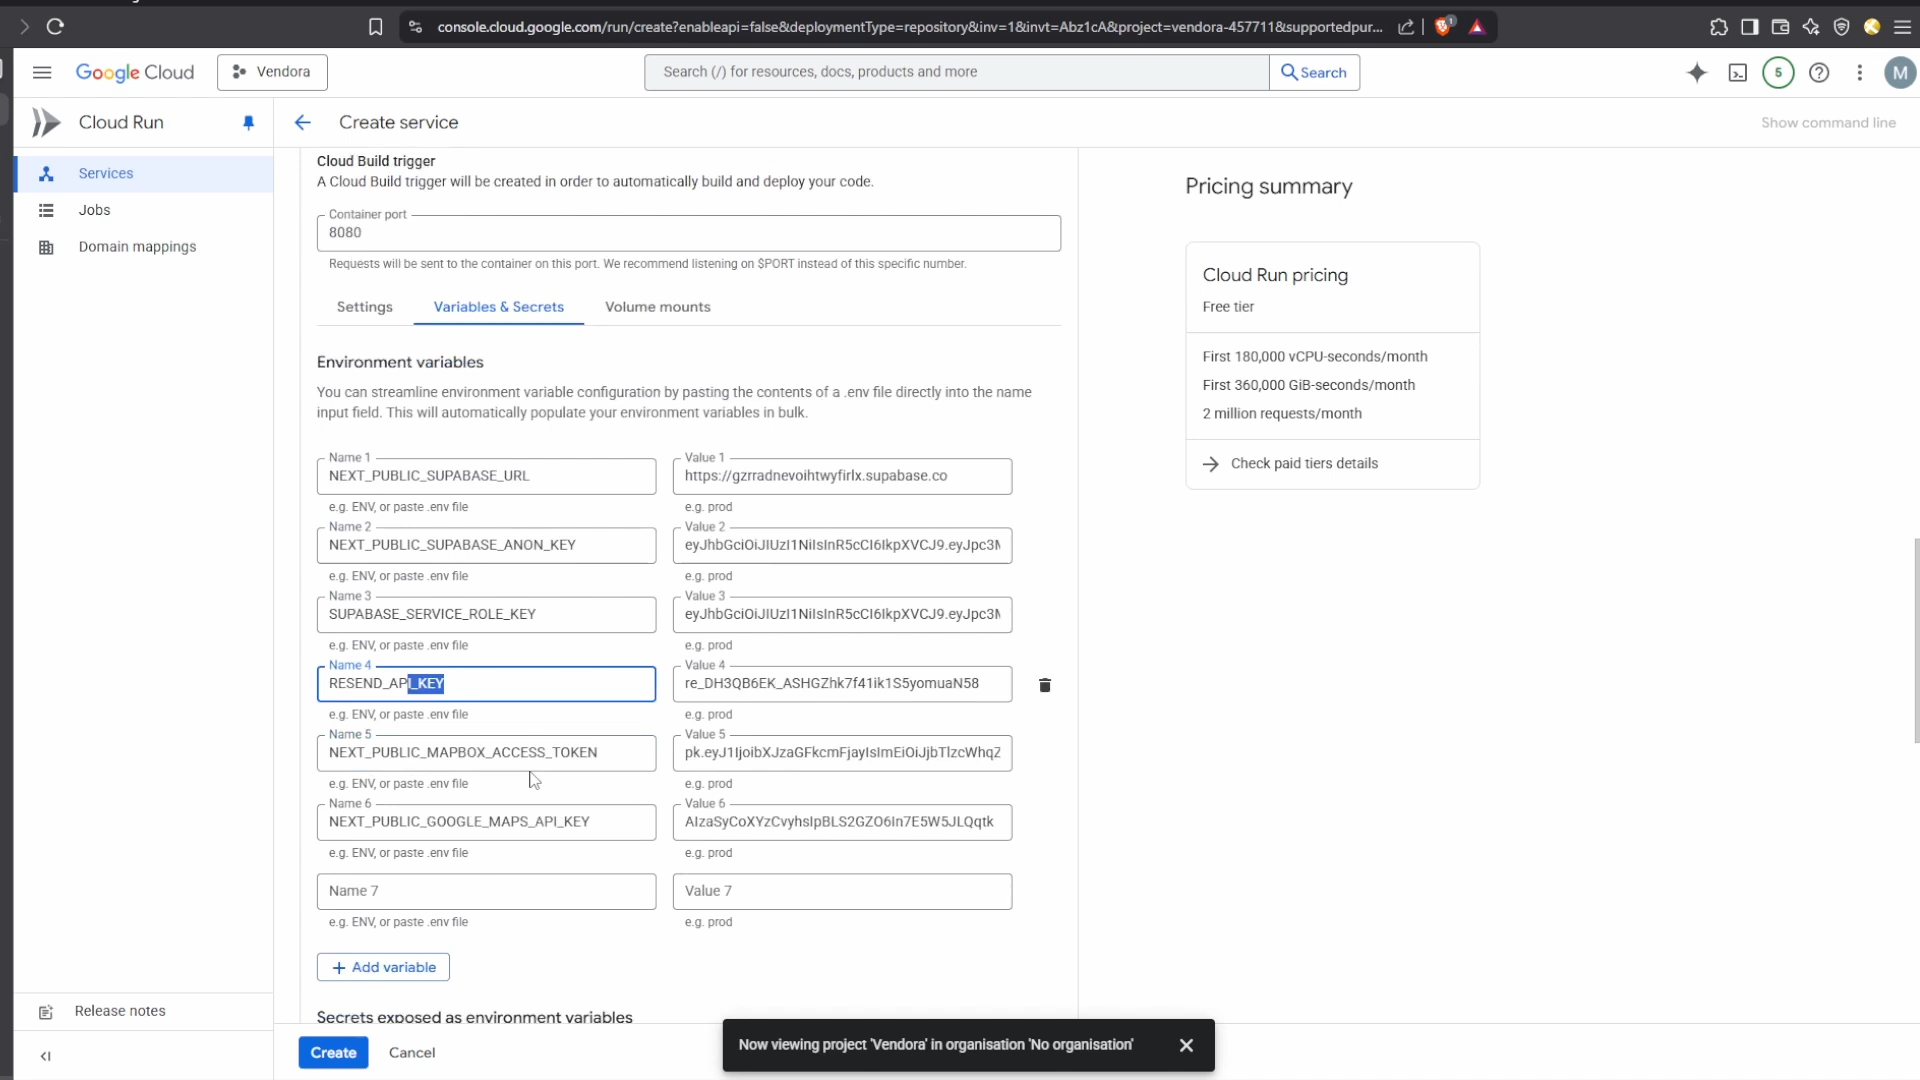 console.cloud.google.com/run/create?enableapi=false&deploymentType=repository&inv=1&invt=Abz1cA&project=vendora-457711&supportedpur...
1
Google Cloud
Vendora
Search (/) for resources, docs, products and more
Search
5
M
Cloud Run
Create service
Show command line
Services
Jobs
Domain mappings
Cloud Build trigger
A Cloud Build trigger will be created in order to automatically build and deploy your code.
Container port
8080
Requests will be sent to the container on this port. We recommend listening on $PORT instead of this specific number.
Settings
Variables & Secrets
Volume mounts
Environment variables
You can streamline environment variable configuration by pasting the contents of a .env file directly into the name
input field. This will automatically populate your environment variables in bulk.
Name 1
NEXT_PUBLIC_SUPABASE_URL
e.g. ENV, or paste .env file
Value 1
https://gzrradnevoihtwyfirlx.supabase.co
e.g. prod
Name 2
NEXT_PUBLIC_SUPABASE_ANON_KEY
e.g. ENV, or paste .env file
Value 2
eyJhbGciOiJIUzI1NiIsInR5cCI6IkpXVCJ9.eyJpc3M
e.g. prod
Name 3
SUPABASE_SERVICE_ROLE_KEY
e.g. ENV, or paste .env file
Value 3
eyJhbGciOiJIUzI1NiIsInR5cCI6IkpXVCJ9.eyJpc3M
e.g. prod
Name 4
RESEND_API_KEY
e.g. ENV, or paste .env file
Value 4
re_DH3QB6EK_ASHGZhk7f41ik1S5yomuaN58
e.g. prod
Name 5
NEXT_PUBLIC_MAPBOX_ACCESS_TOKEN
e.g. ENV, or paste .env file
Value 5
pk.eyJ1IjoibXJzaGFkcmFjayIsImEiOiJjbTlzcWhqZ
e.g. prod
Name 6
NEXT_PUBLIC_GOOGLE_MAPS_API_KEY
e.g. ENV, or paste .env file
Value 6
AIzaSyCoXYzCvyhsIpBLS2GZO6In7E5W5JLQqtk
e.g. prod
Name 7
e.g. ENV, or paste .env file
Value 7
e.g. prod
Add variable
Secrets exposed as environment variables
Pricing summary
Cloud Run pricing
Free tier
First 180,000 vCPU-seconds/month
First 360,000 GiB-seconds/month
2 million requests/month
Check paid tiers details
Release notes
Create
Cancel
Now viewing project 'Vendora' in organisation 'No organisation'